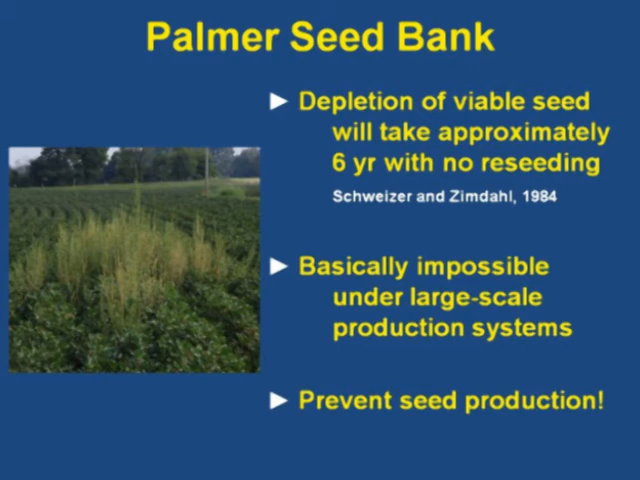 Palmer Seed Bank
► Depletion of viable seed
will take approximately
6 yr with no reseeding
Schweizer and Zimdahl, 1984
► Basically impossible
under large-scale
production systems
► Prevent seed production!